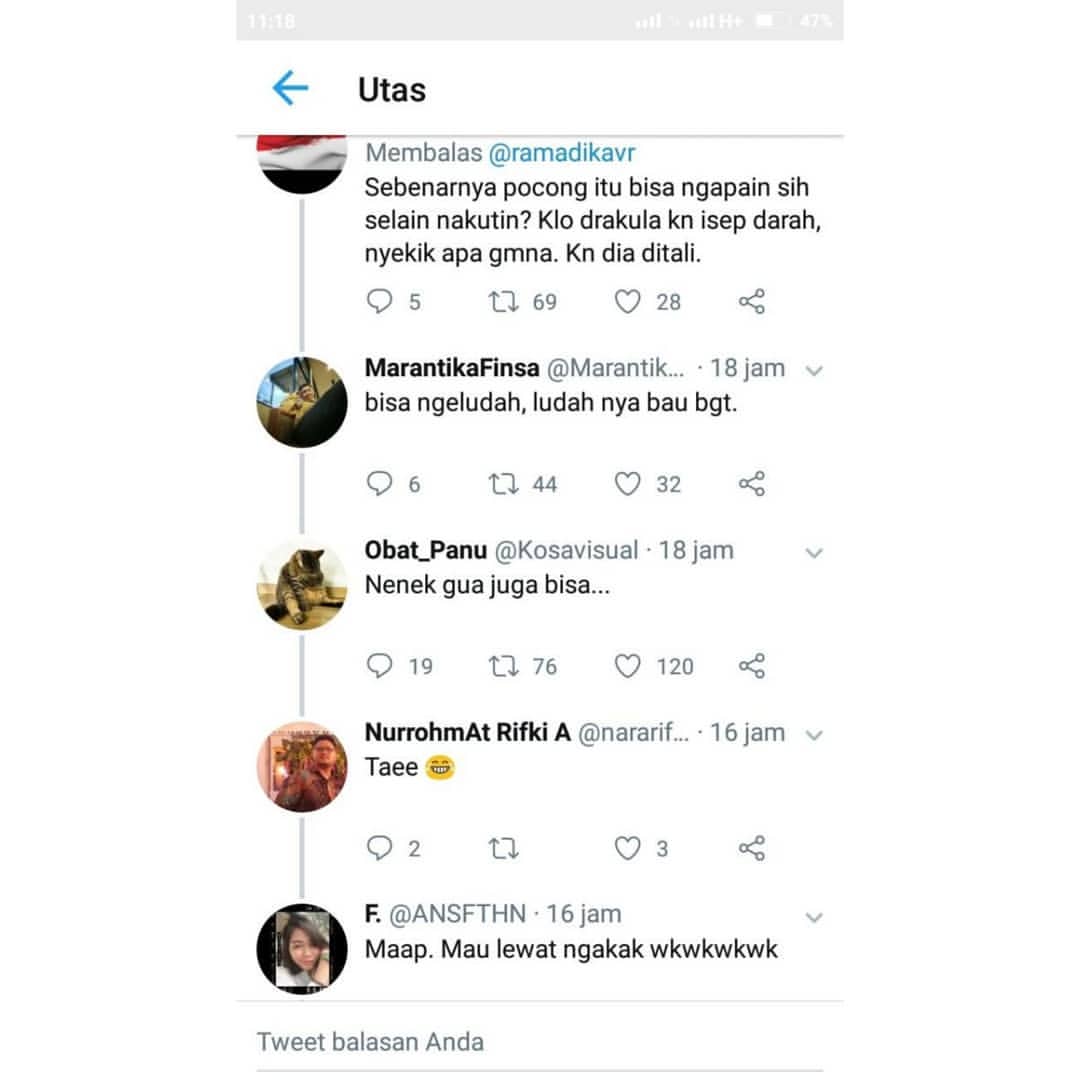 11:18
H+ 47%
Utas
Membalas @ramadikavr
Sebenarnya pocong itu bisa ngapain sih
selain nakutin? Klo drakula kn isep darah,
nyekik apa gmna. Kn dia ditali.
5 69 28
MarantikaFinsa @Marantik... · 18 jam
bisa ngeludah, ludah nya bau bgt.
6 44 32
Obat_Panu @Kosavisual · 18 jam
Nenek gua juga bisa...
19 76 120
NurrohmAt Rifki A @nararif... · 16 jam
Taee 😁
2 3
F. @ANSFTHN · 16 jam
Maap. Mau lewat ngakak wkwkwkwk
Tweet balasan Anda